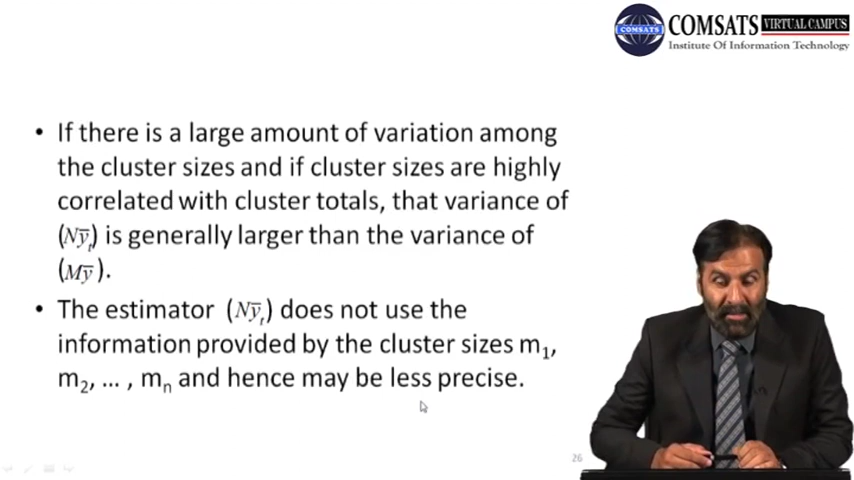 COMSATS
COMSATS VIRTUAL CAMPUS
Institute Of Information Technology
• If there is a large amount of variation among
the cluster sizes and if cluster sizes are highly
correlated with cluster totals, that variance of
(Nȳₜ) is generally larger than the variance of
(Mȳ).
• The estimator (Nȳₜ) does not use the
information provided by the cluster sizes m₁,
m₂, ... , mₙ and hence may be less precise.
26